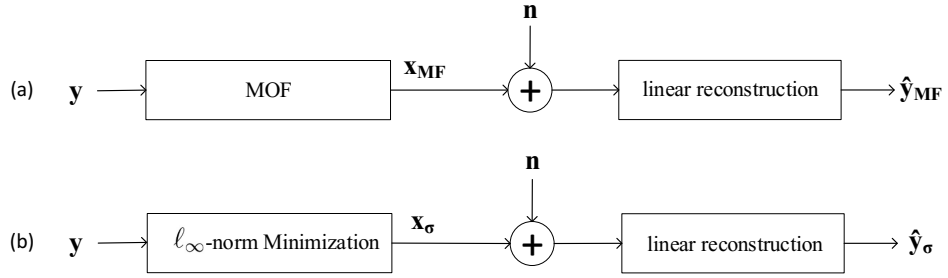 n
(a) y MOF x_MF + linear reconstruction ŷ_MF
n
(b) y ℓ∞-norm Minimization x_σ + linear reconstruction ŷ_σ